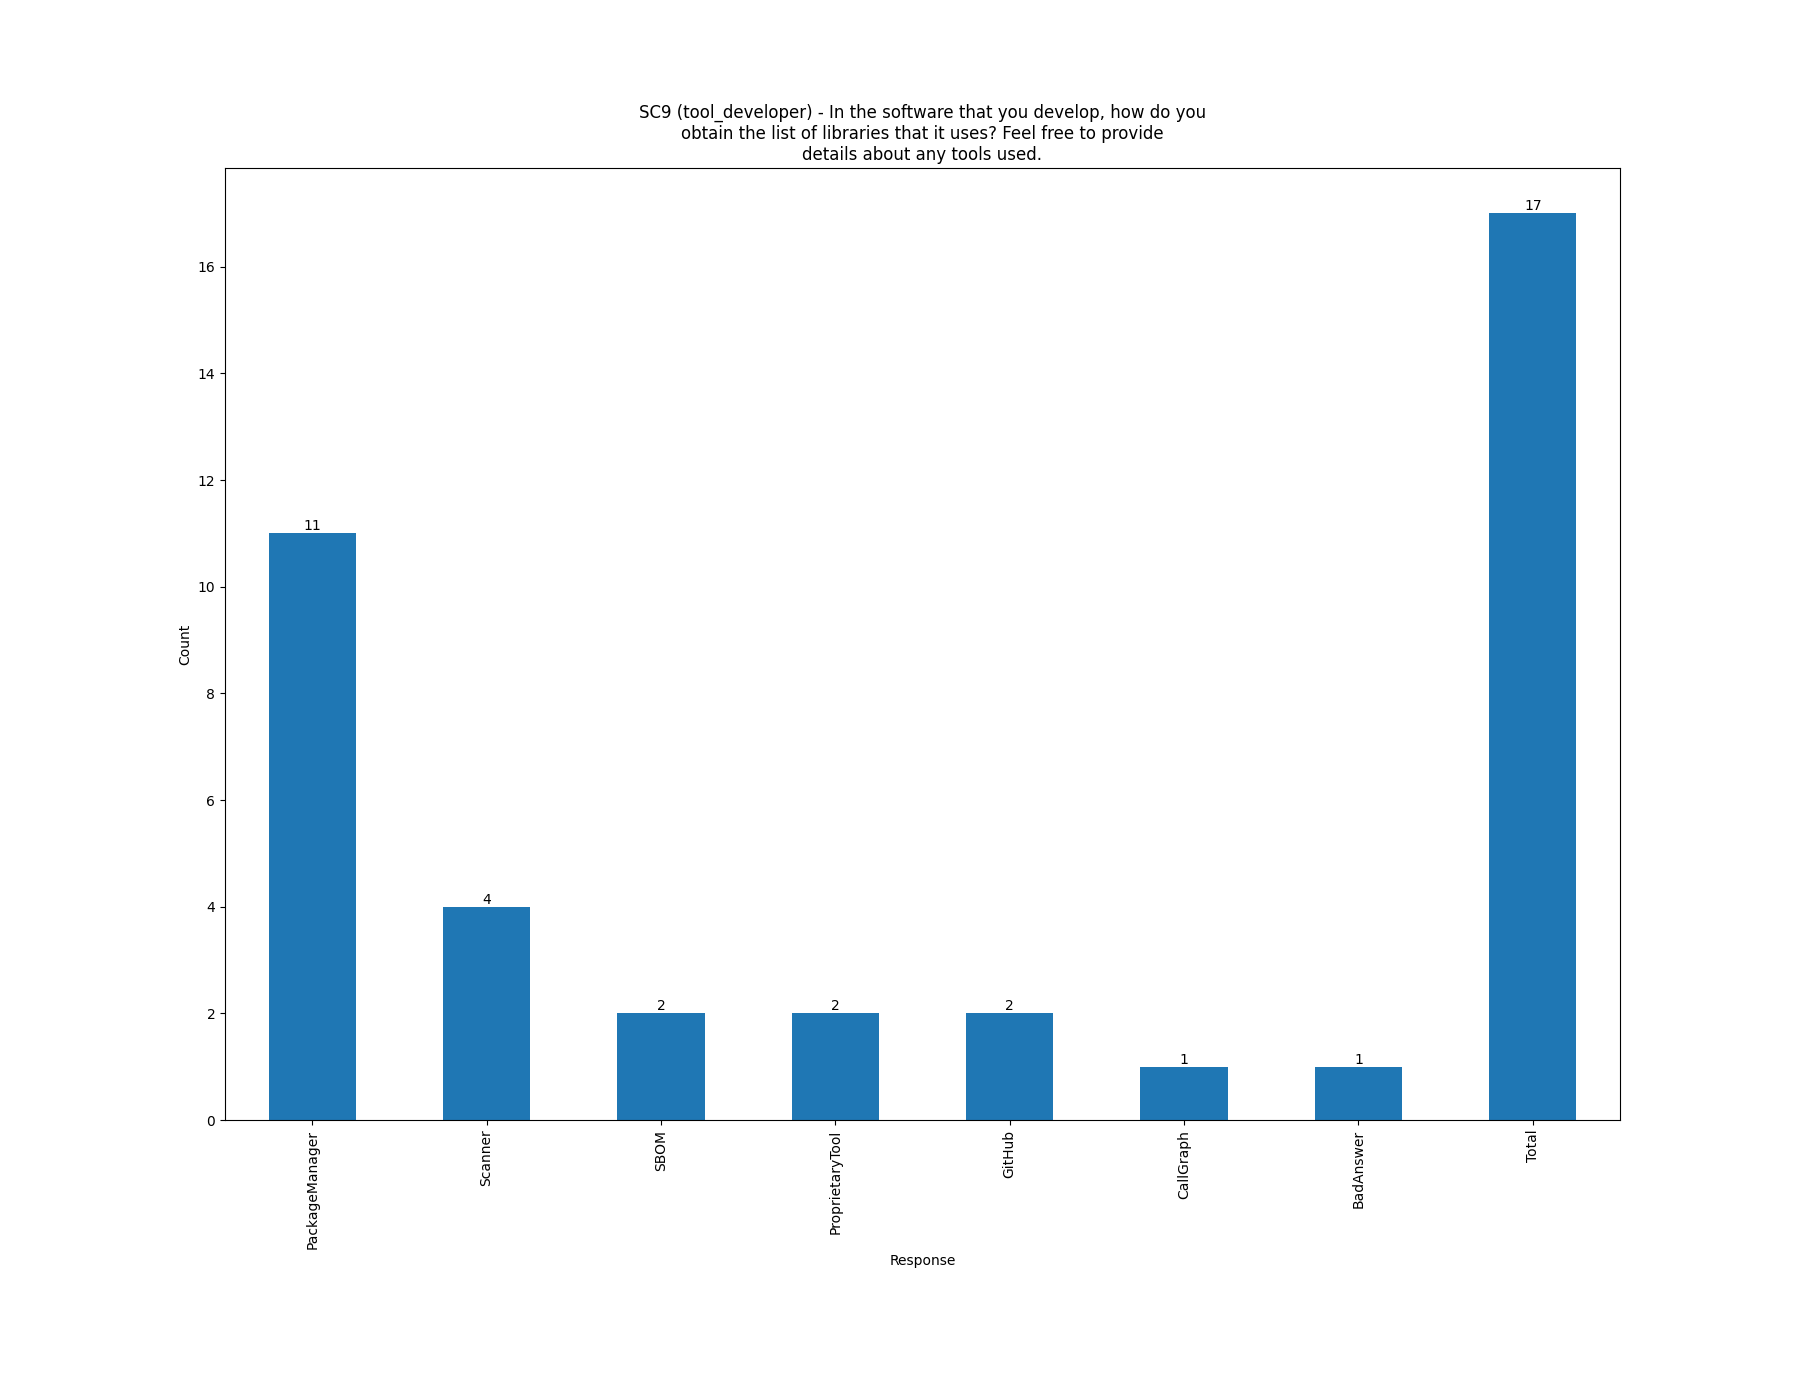 SC9 (tool_developer) - In the software that you develop, how do you
obtain the list of libraries that it uses? Feel free to provide
details about any tools used.
Count
16
14
12
10
8
6
4
2
0
11
4
2
2
2
1
1
17
PackageManager
Scanner
SBOM
ProprietaryTool
GitHub
CallGraph
BadAnswer
Total
Response